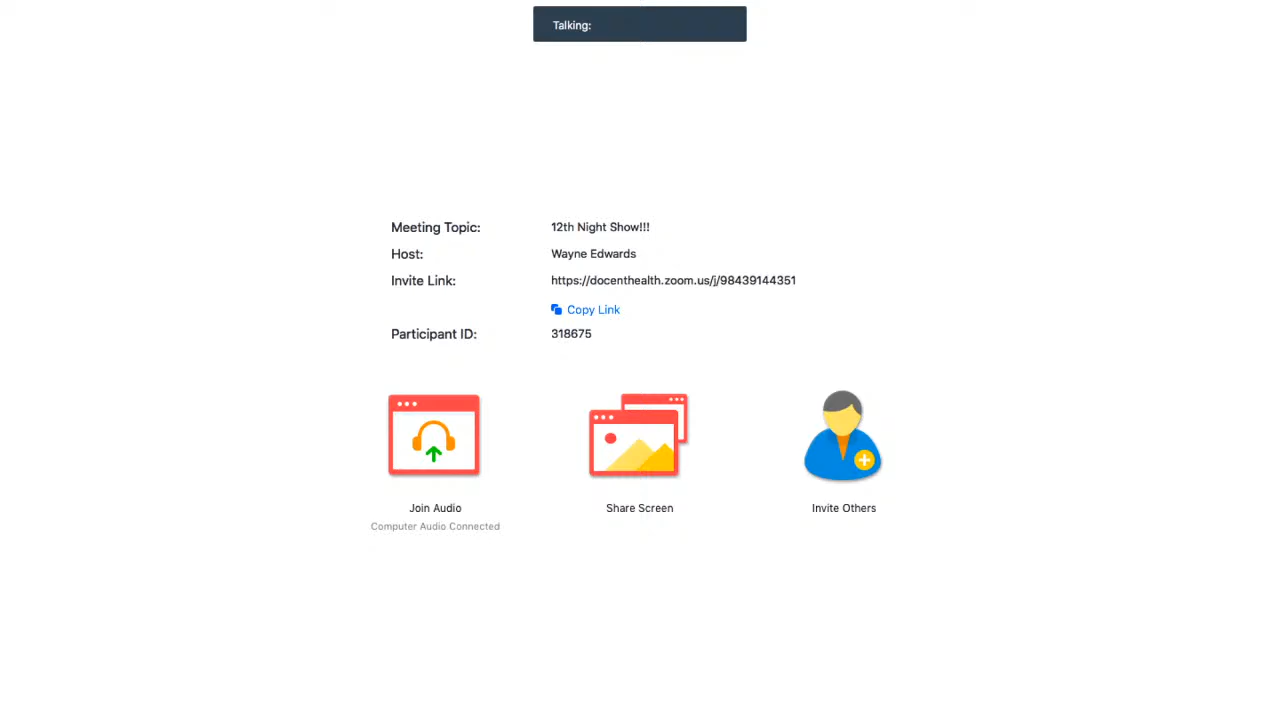 Talking:
Meeting Topic: 12th Night Show!!!
Host: Wayne Edwards
Invite Link: https://docenthealth.zoom.us/j/98439144351
Copy Link
Participant ID: 318675
Join Audio Share Screen Invite Others
Computer Audio Connected